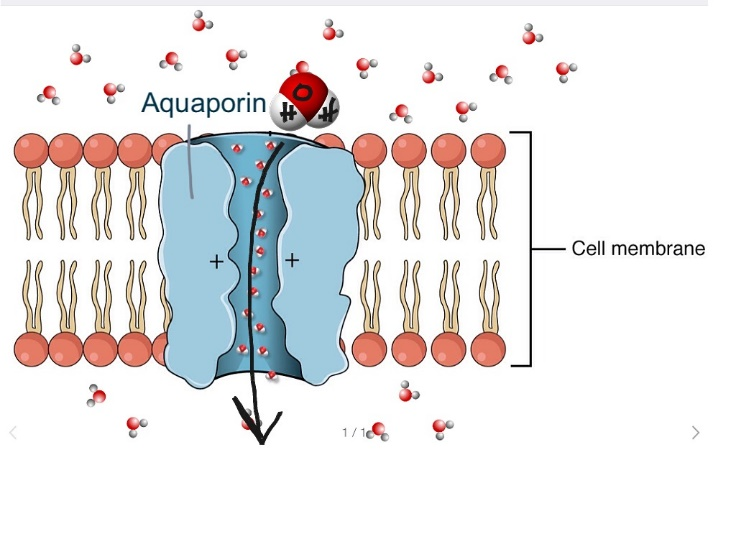 O
H H
Aquaporin
+ +
Cell membrane
1 / 1